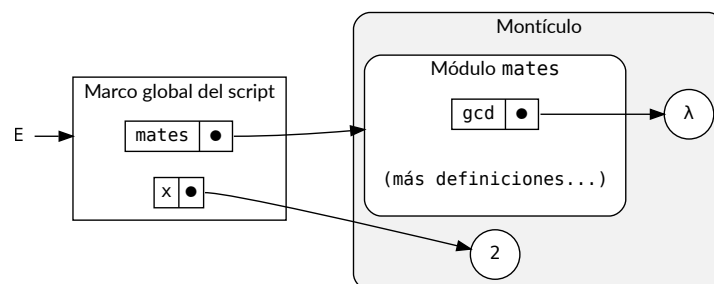 Montículo
Módulo mates
Marco global del script
gcd
λ
E
mates
(más definiciones...)
x
2